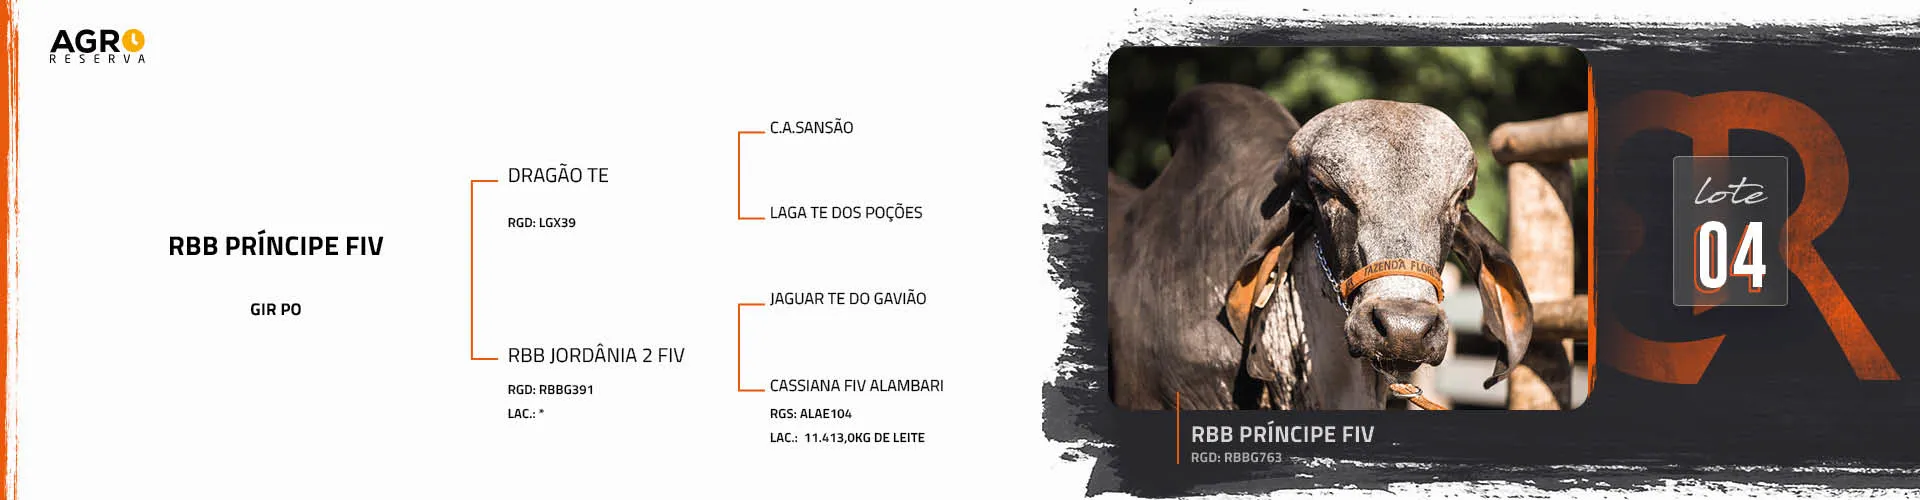 AGRO
RESERVA
RBB PRÍNCIPE FIV
GIR PO
DRAGÃO TE
RGD: LGX39
RBB JORDÂNIA 2 FIV
RGD: RBBG391
LAC.: *
C.A.SANSÃO
LAGA TE DOS POÇÕES
JAGUAR TE DO GAVIÃO
CASSIANA FIV ALAMBARI
RGS: ALAE104
LAC.: 11.413,0KG DE LEITE
FAZENDA FLOR
RBB PRÍNCIPE FIV
RGD: RBBG763
lote
04